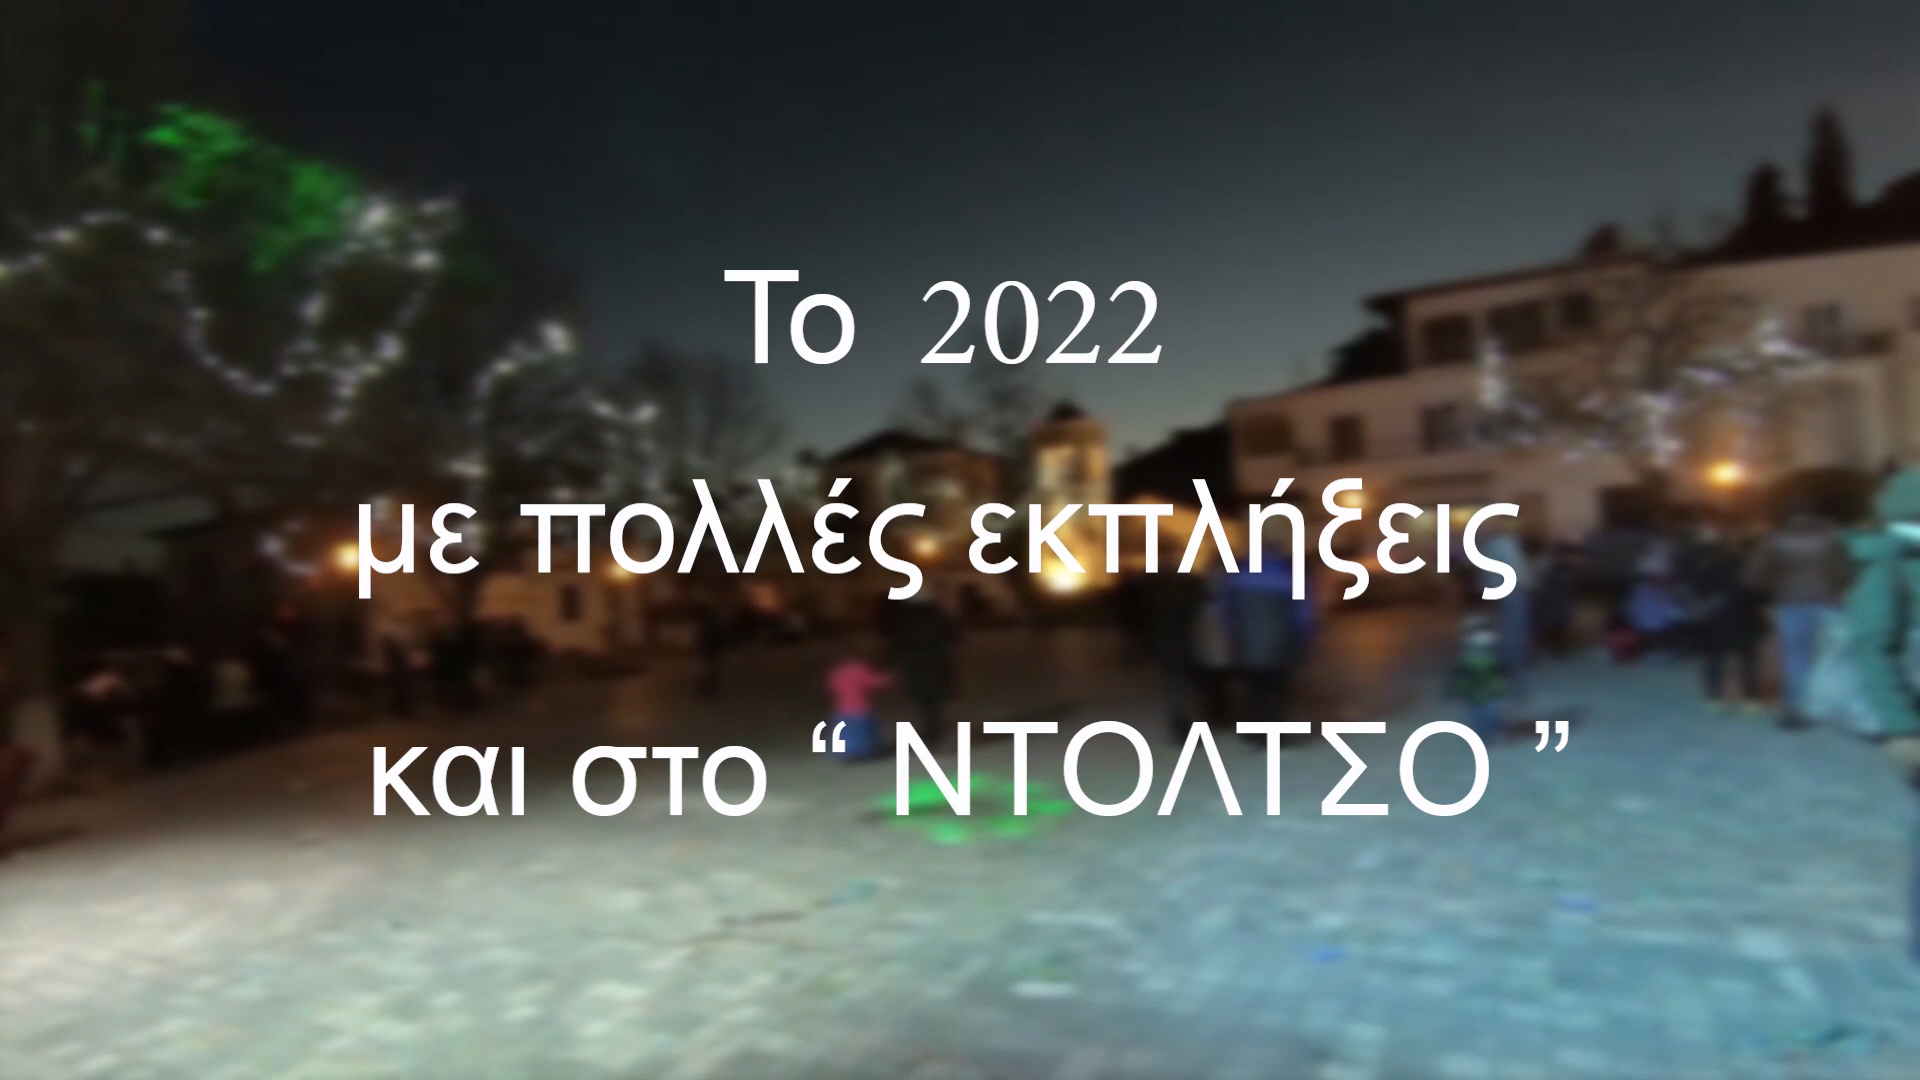 Το 2022
με πολλές εκπλήξεις
και στο “ ΝΤΟΛΤΣΟ ”